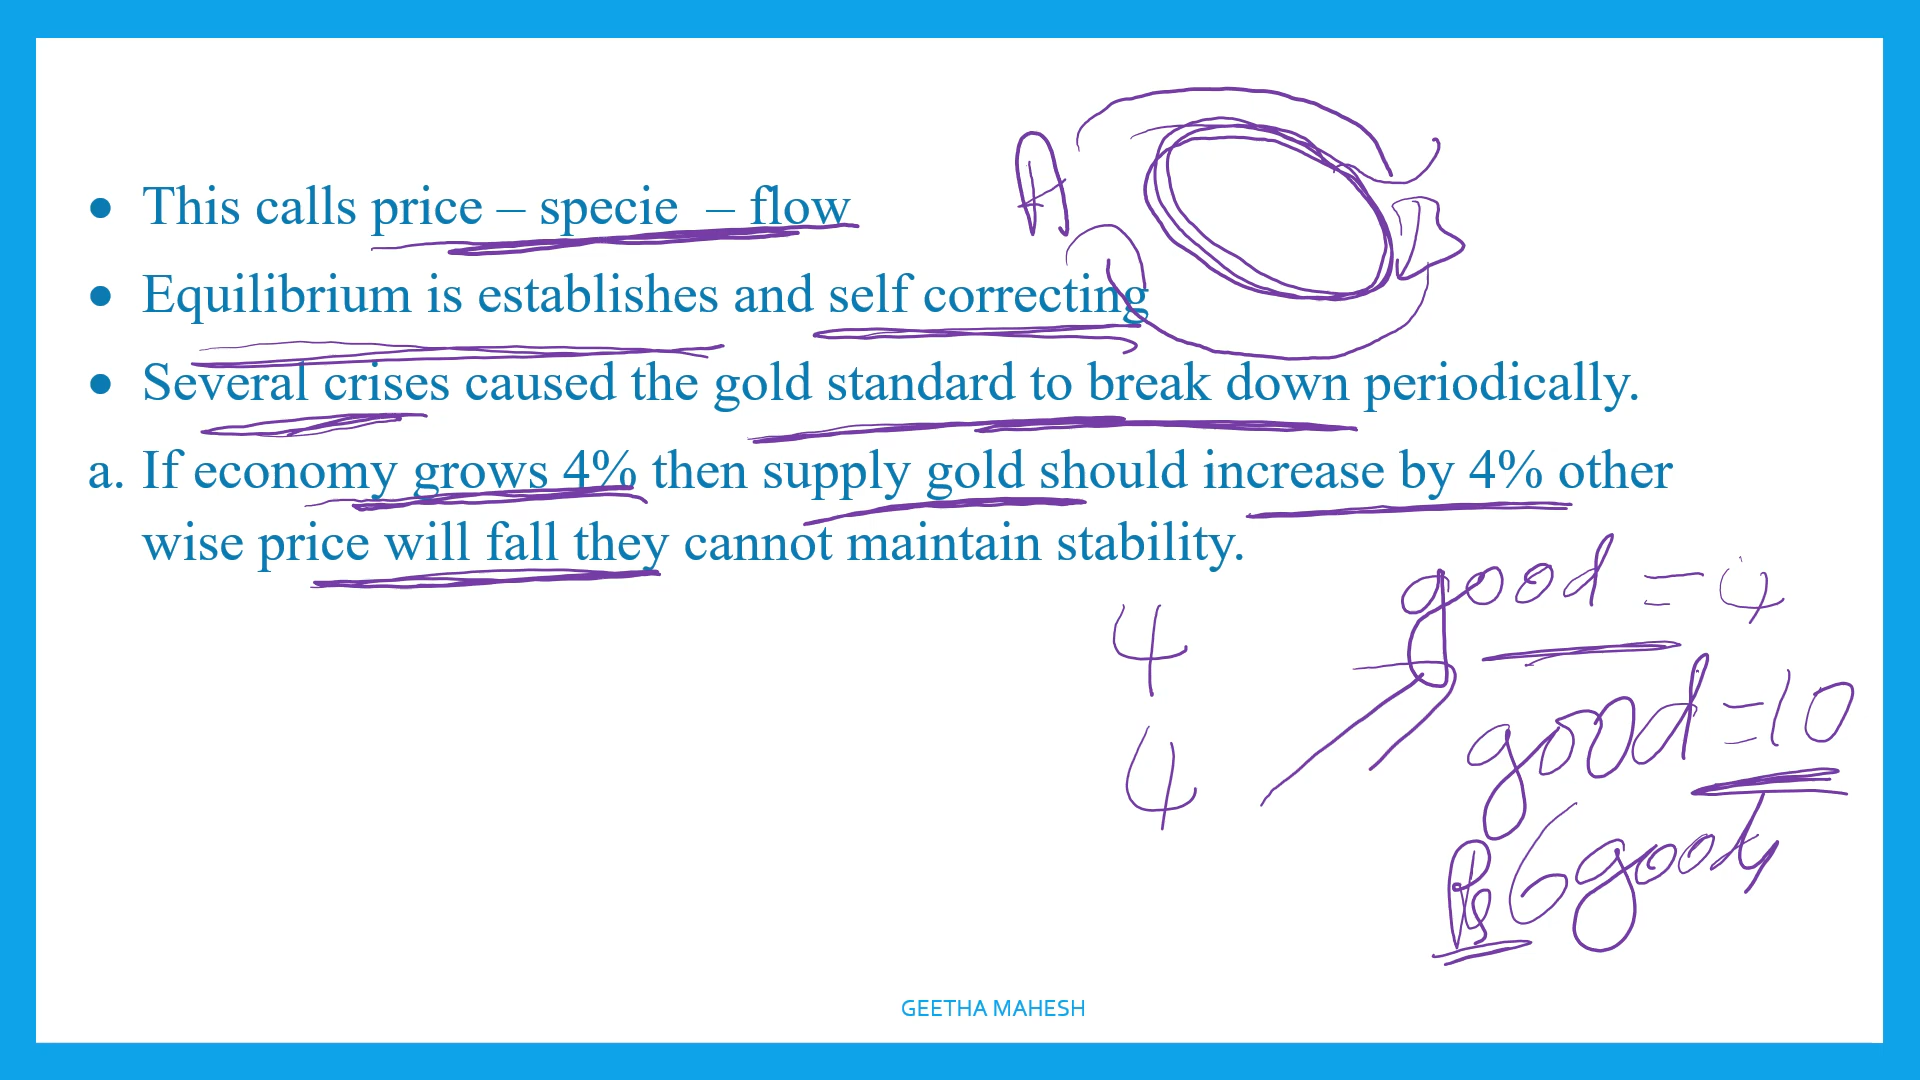 A
• This calls price – specie – flow
• Equilibrium is establishes and self correcting
• Several crises caused the gold standard to break down periodically.
a. If economy grows 4% then supply gold should increase by 4% other
wise price will fall they cannot maintain stability.
good = 4
4
good = 10
4
6 goods
GEETHA MAHESH